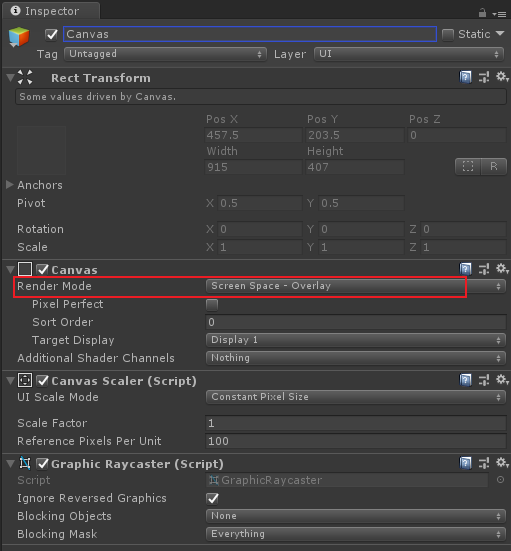 Inspector
Canvas
Static
Tag Untagged Layer UI
Rect Transform
Some values driven by Canvas.
Pos X Pos Y Pos Z
457.5 203.5 0
Width Height
915 407
R
Anchors
Pivot X 0.5 Y 0.5
Rotation X 0 Y 0 Z 0
Scale X 1 Y 1 Z 1
Canvas
Render Mode Screen Space - Overlay
Pixel Perfect
Sort Order 0
Target Display Display 1
Additional Shader Channels Nothing
Canvas Scaler (Script)
UI Scale Mode Constant Pixel Size
Scale Factor 1
Reference Pixels Per Unit 100
Graphic Raycaster (Script)
Script GraphicRaycaster
Ignore Reversed Graphics
Blocking Objects None
Blocking Mask Everything